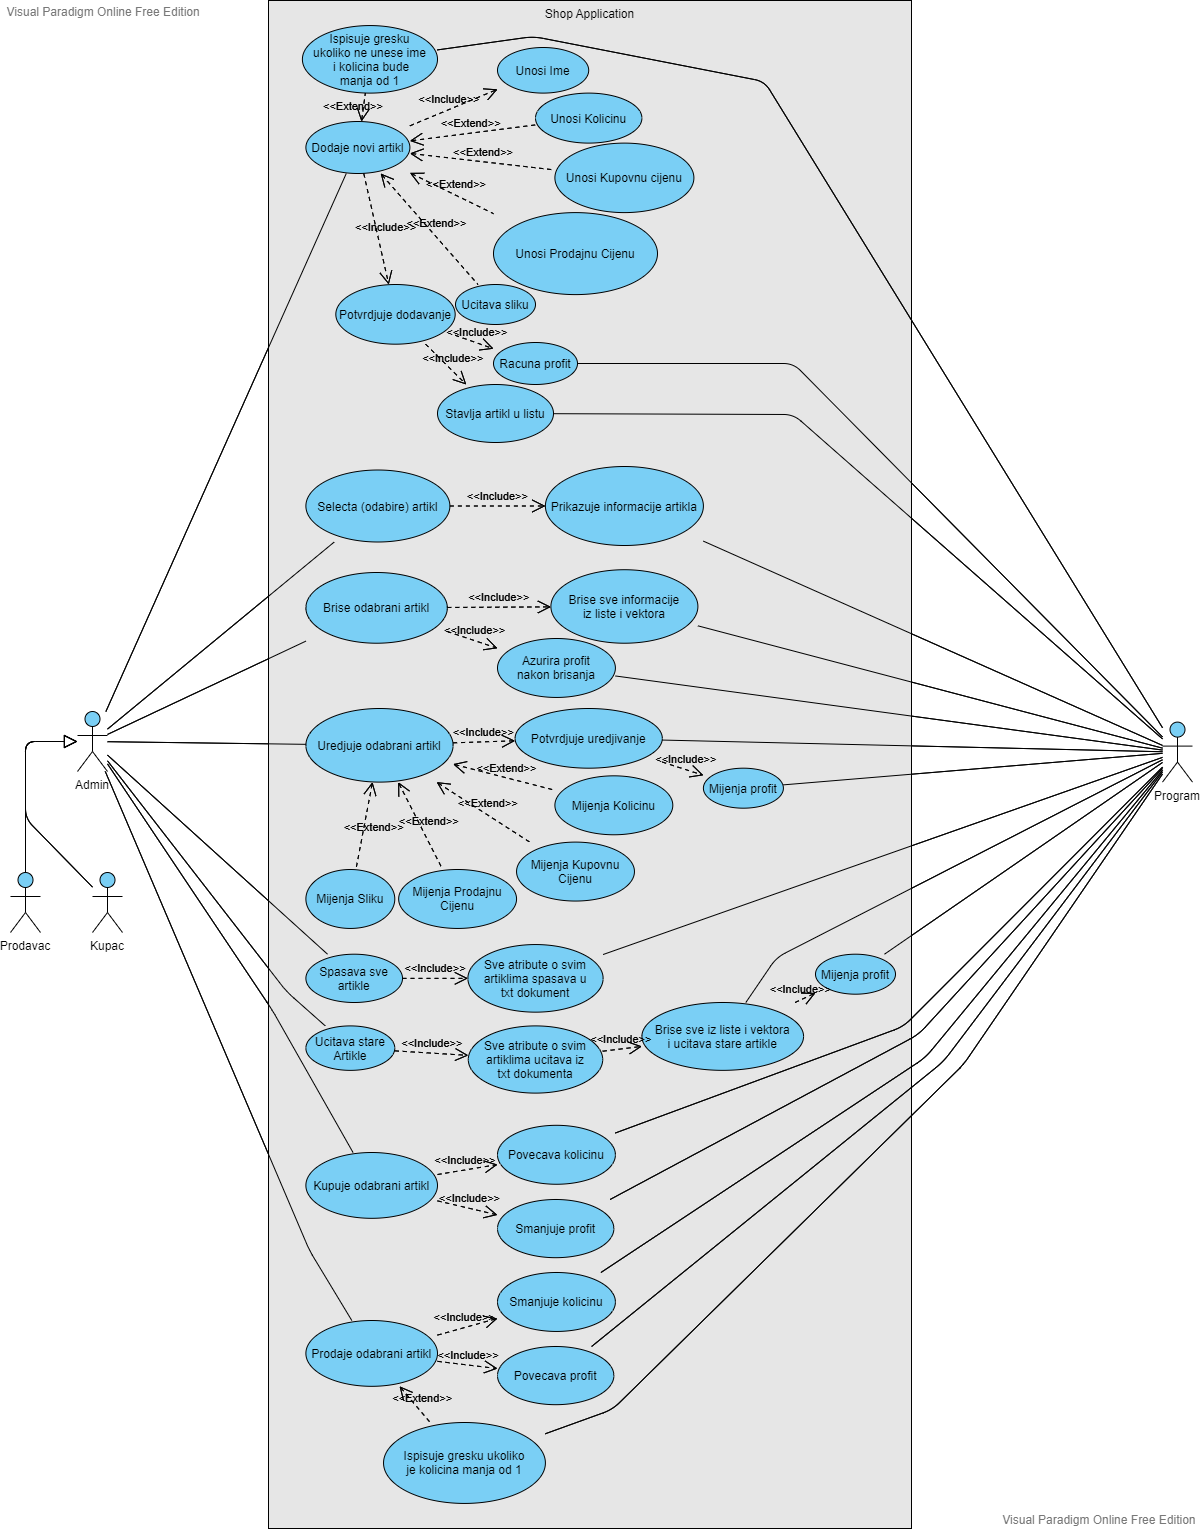 Visual Paradigm Online Free Edition
Shop Application
Ispisuje gresku
ukoliko ne unese ime
i kolicina bude
manja od 1
<<Extend>>
<<Include>>
Unosi Ime
<<Extend>>
Unosi Kolicinu
Dodaje novi artikl
<<Extend>>
Unosi Kupovnu cijenu
<<Extend>>
<<Include>>
<<Extend>>
Unosi Prodajnu Cijenu
Potvrdjuje dodavanje
Ucitava sliku
<<Include>>
<<Include>>
Racuna profit
Stavlja artikl u listu
Selecta (odabire) artikl
<<Include>>
Prikazuje informacije artikla
Brise odabrani artikl
<<Include>>
Brise sve informacije
iz liste i vektora
<<Include>>
Azurira profit
nakon brisanja
Uredjuje odabrani artikl
<<Include>>
Potvrdjuje uredjivanje
<<Include>>
Mijenja profit
<<Extend>>
Mijenja Kolicinu
<<Extend>>
<<Extend>>
<<Extend>>
Mijenja Kupovnu
Cijenu
Mijenja Sliku
Mijenja Prodajnu
Cijenu
Admin
Program
Prodavac
Kupac
Spasava sve
artikle
<<Include>>
Sve atribute o svim
artiklima spasava u
txt dokument
Mijenja profit
<<Include>>
Ucitava stare
Artikle
<<Include>>
Sve atribute o svim
artiklima ucitava iz
txt dokumenta
<<Include>>
Brise sve iz liste i vektora
i ucitava stare artikle
Kupuje odabrani artikl
<<Include>>
Povecava kolicinu
<<Include>>
Smanjuje profit
Prodaje odabrani artikl
<<Include>>
Smanjuje kolicinu
<<Include>>
Povecava profit
<<Extend>>
Ispisuje gresku ukoliko
je kolicina manja od 1
Visual Paradigm Online Free Edition